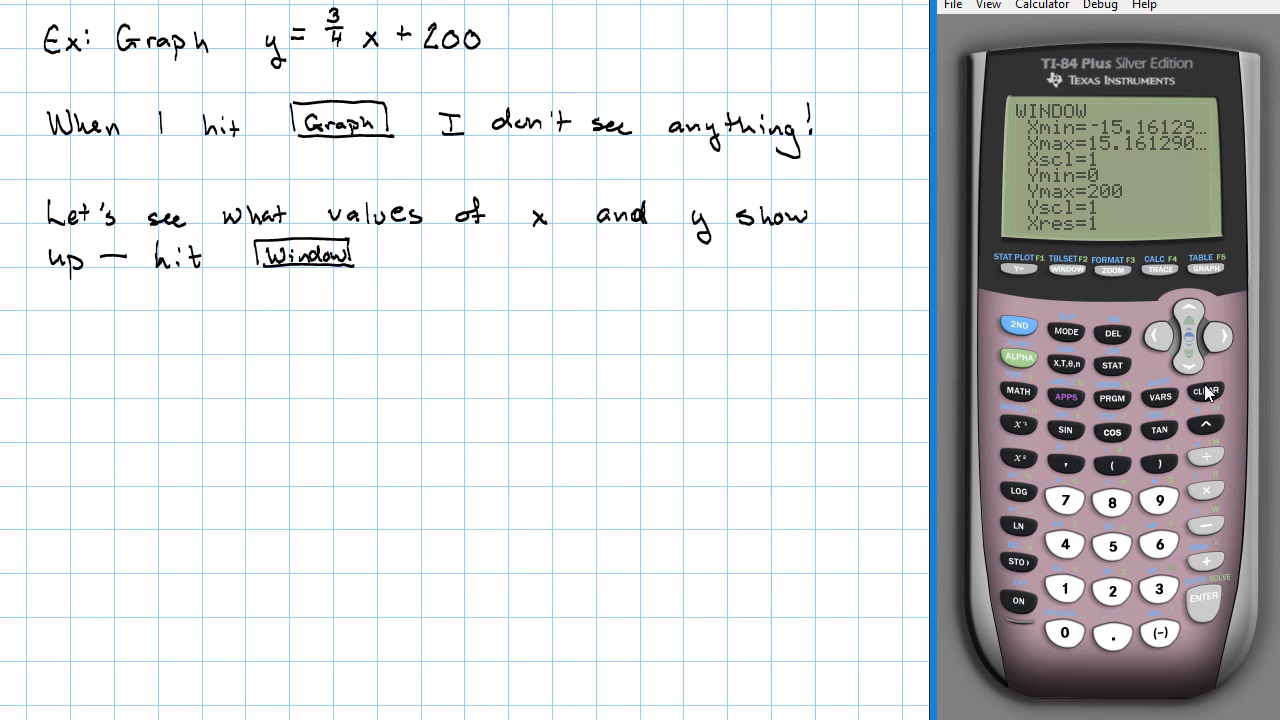 Ex: Graph y = 3/4 x + 200
When I hit Graph I don't see anything!
Let's see what values of x and y show
up — hit Window
File View Calculator Debug Help
TI-84 Plus Silver Edition
TEXAS INSTRUMENTS
WINDOW
Xmin=-15.16129...
Xmax=15.161290...
Xscl=1
Ymin=0
Ymax=200
Yscl=1
Xres=1
STAT PLOT F1 TBLSET F2 FORMAT F3 CALC F4 TABLE F5
Y= WINDOW ZOOM TRACE GRAPH
2ND MODE DEL
ALPHA X,T,θ,n STAT
MATH APPS PRGM VARS CLEAR
x⁻¹ SIN COS TAN ^
x² , ( ) ÷
LOG 7 8 9 ×
LN 4 5 6 −
STO› 1 2 3 +
SOLVE
ON 0 . (-) ENTER